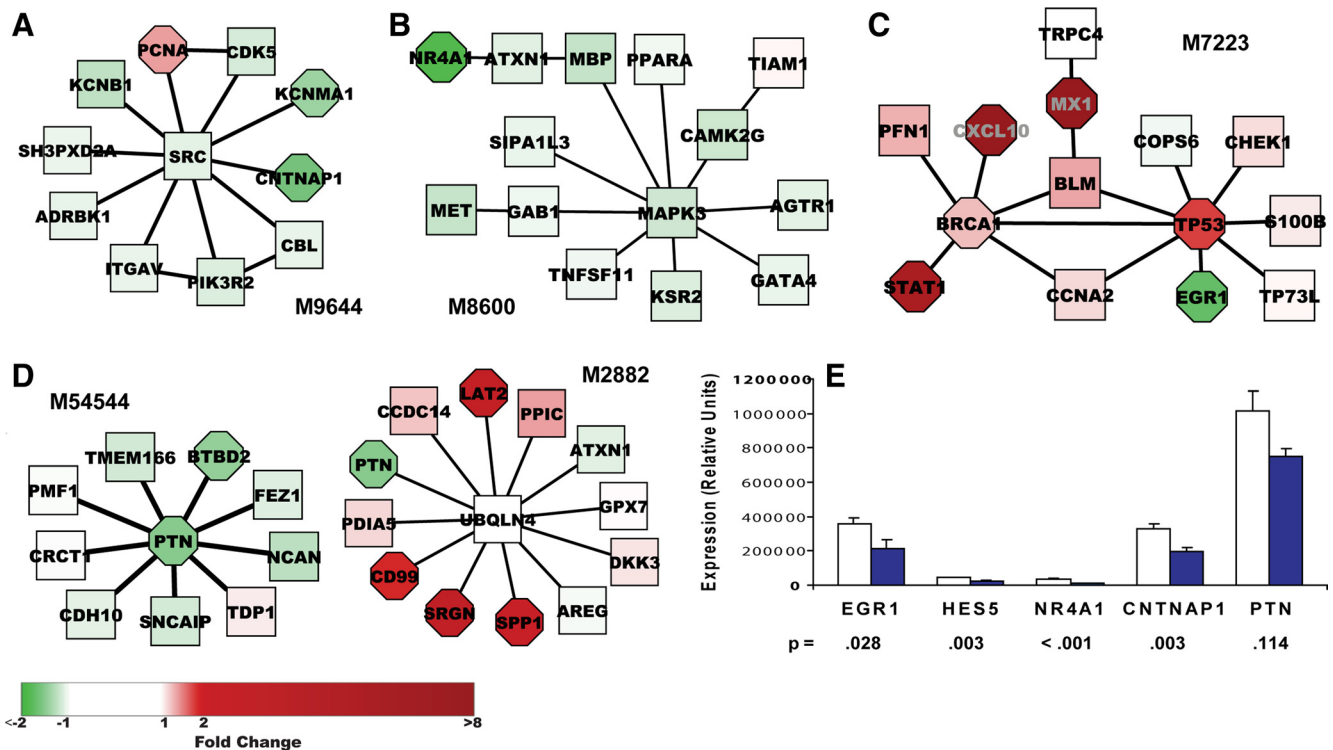 A
PCNA
CDK5
KCNB1
KCNMA1
SH3PXD2A
SRC
CNTNAP1
ADRBK1
CBL
ITGAV
PIK3R2
M9644
B
NR4A1
ATXN1
MBP
PPARA
TIAM1
SIPA1L3
CAMK2G
MET
GAB1
MAPK3
AGTR1
TNFSF11
KSR2
GATA4
M8600
C
M7223
TRPC4
MX1
PFN1
CXCL10
COPS6
CHEK1
BLM
BRCA1
TP53
S100B
STAT1
CCNA2
EGR1
TP73L
D
M54544
TMEM166
BTBD2
PMF1
FEZ1
PTN
CRCT1
NCAN
CDH10
SNCAIP
TDP1
M2882
LAT2
CCDC14
PPIC
PTN
ATXN1
PDIA5
UBQLN4
GPX7
CD99
DKK3
SRGN
SPP1
AREG
<-2 -1 1 2 >8
Fold Change
E
Expression (Relative Units)
1200000
1000000
800000
600000
400000
200000
0
EGR1 HES5 NR4A1 CNTNAP1 PTN
p = .028 .003 < .001 .003 .114